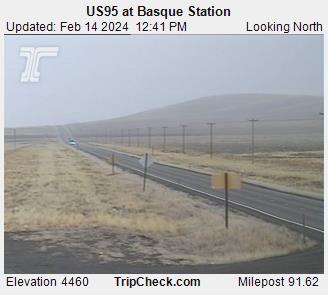 US95 at Basque Station
Updated: Feb 14 2024 12:41 PM Looking North
Elevation 4460 TripCheck.com Milepost 91.62